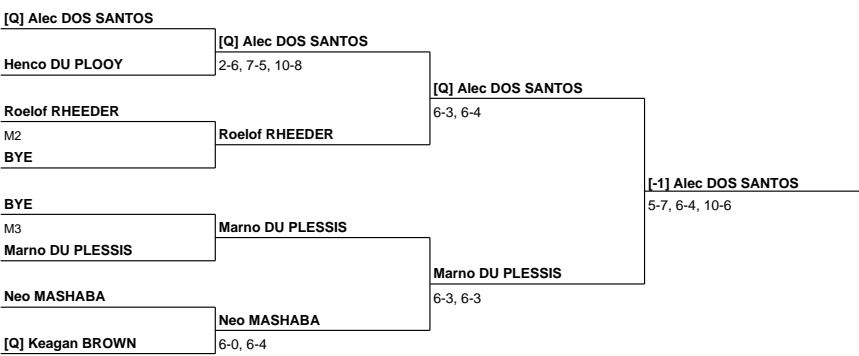 [Q] Alec DOS SANTOS
Henco DU PLOOY
Roelof RHEEDER
M2
BYE
BYE
M3
Marno DU PLESSIS
Neo MASHABA
[Q] Keagan BROWN
[Q] Alec DOS SANTOS
2-6, 7-5, 10-8
Roelof RHEEDER
Marno DU PLESSIS
Neo MASHABA
6-0, 6-4
[Q] Alec DOS SANTOS
6-3, 6-4
Marno DU PLESSIS
6-3, 6-3
[-1] Alec DOS SANTOS
5-7, 6-4, 10-6